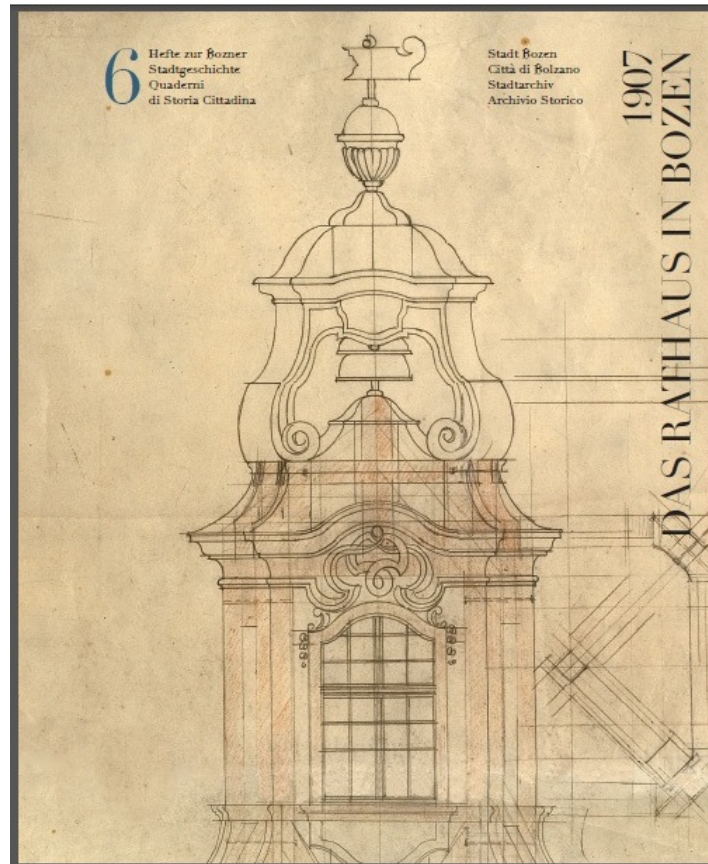 6
Hefte zur Bozner
Stadtgeschichte
Quaderni
di Storia Cittadina
Stadt Bozen
Città di Bolzano
Stadtarchiv
Archivio Storico
1907
DAS RATHAUS IN BOZEN